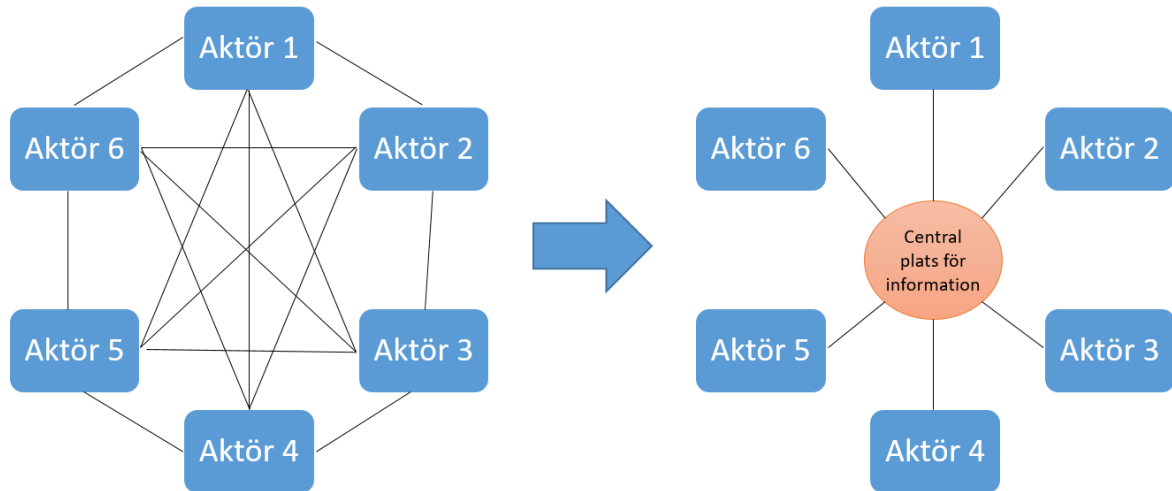 Aktör 1
Aktör 6
Aktör 2
Aktör 5
Aktör 3
Aktör 4
Aktör 1
Aktör 6
Aktör 2
Central
plats för
information
Aktör 5
Aktör 3
Aktör 4